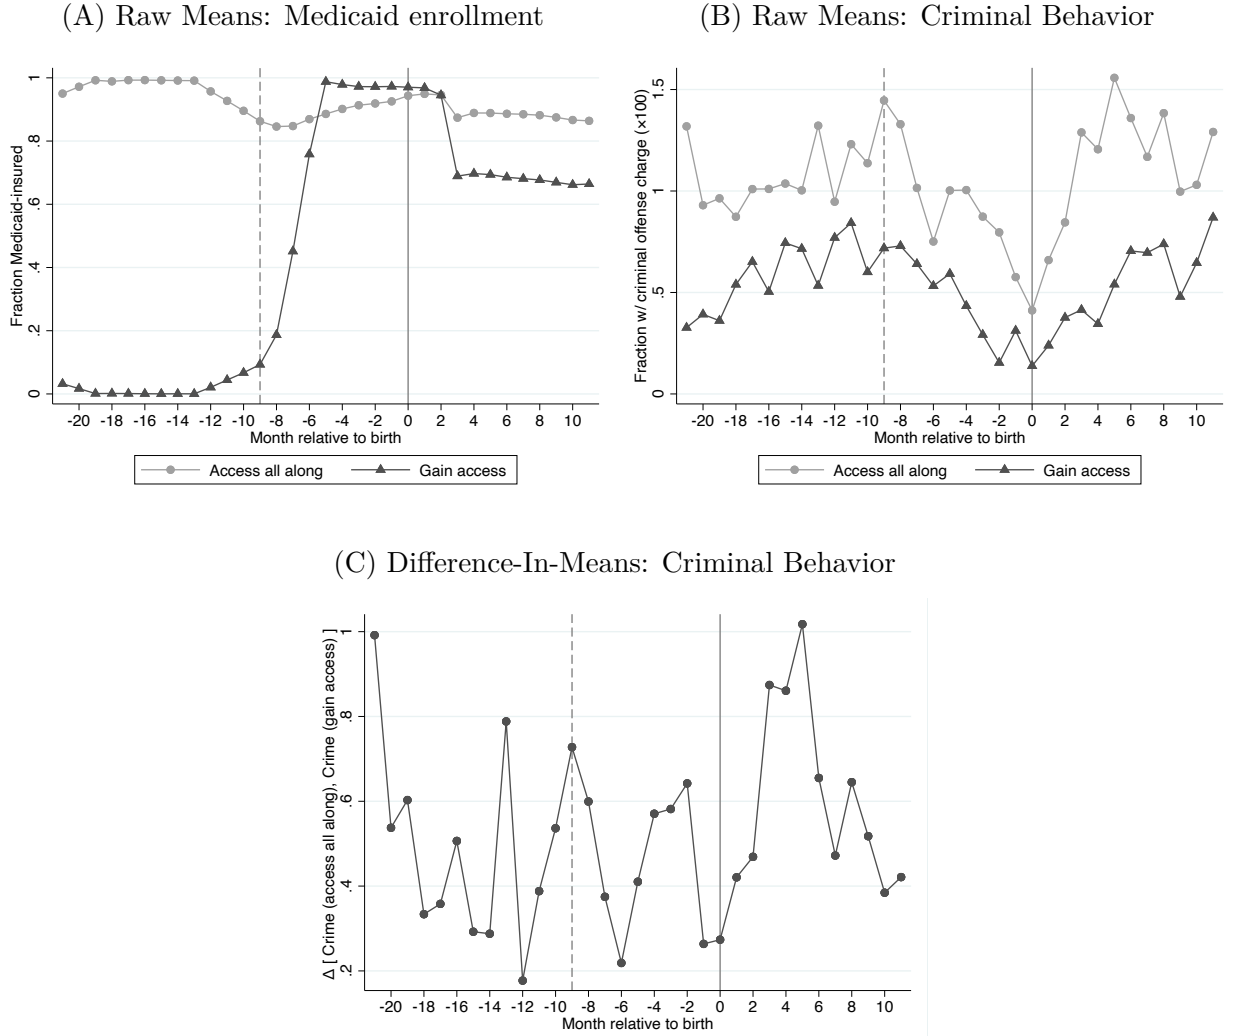 (A) Raw Means: Medicaid enrollment
Fraction Medicaid-insured
1
.8
.6
.4
.2
0
-20 -18 -16 -14 -12 -10 -8 -6 -4 -2 0 2 4 6 8 10
Month relative to birth
Access all along
Gain access
(B) Raw Means: Criminal Behavior
Fraction w/ criminal offense charge (×100)
1.5
1
.5
0
-20 -18 -16 -14 -12 -10 -8 -6 -4 -2 0 2 4 6 8 10
Month relative to birth
Access all along
Gain access
(C) Difference-In-Means: Criminal Behavior
Δ [ Crime (access all along), Crime (gain access) ]
1
.8
.6
.4
.2
-20 -18 -16 -14 -12 -10 -8 -6 -4 -2 0 2 4 6 8 10
Month relative to birth